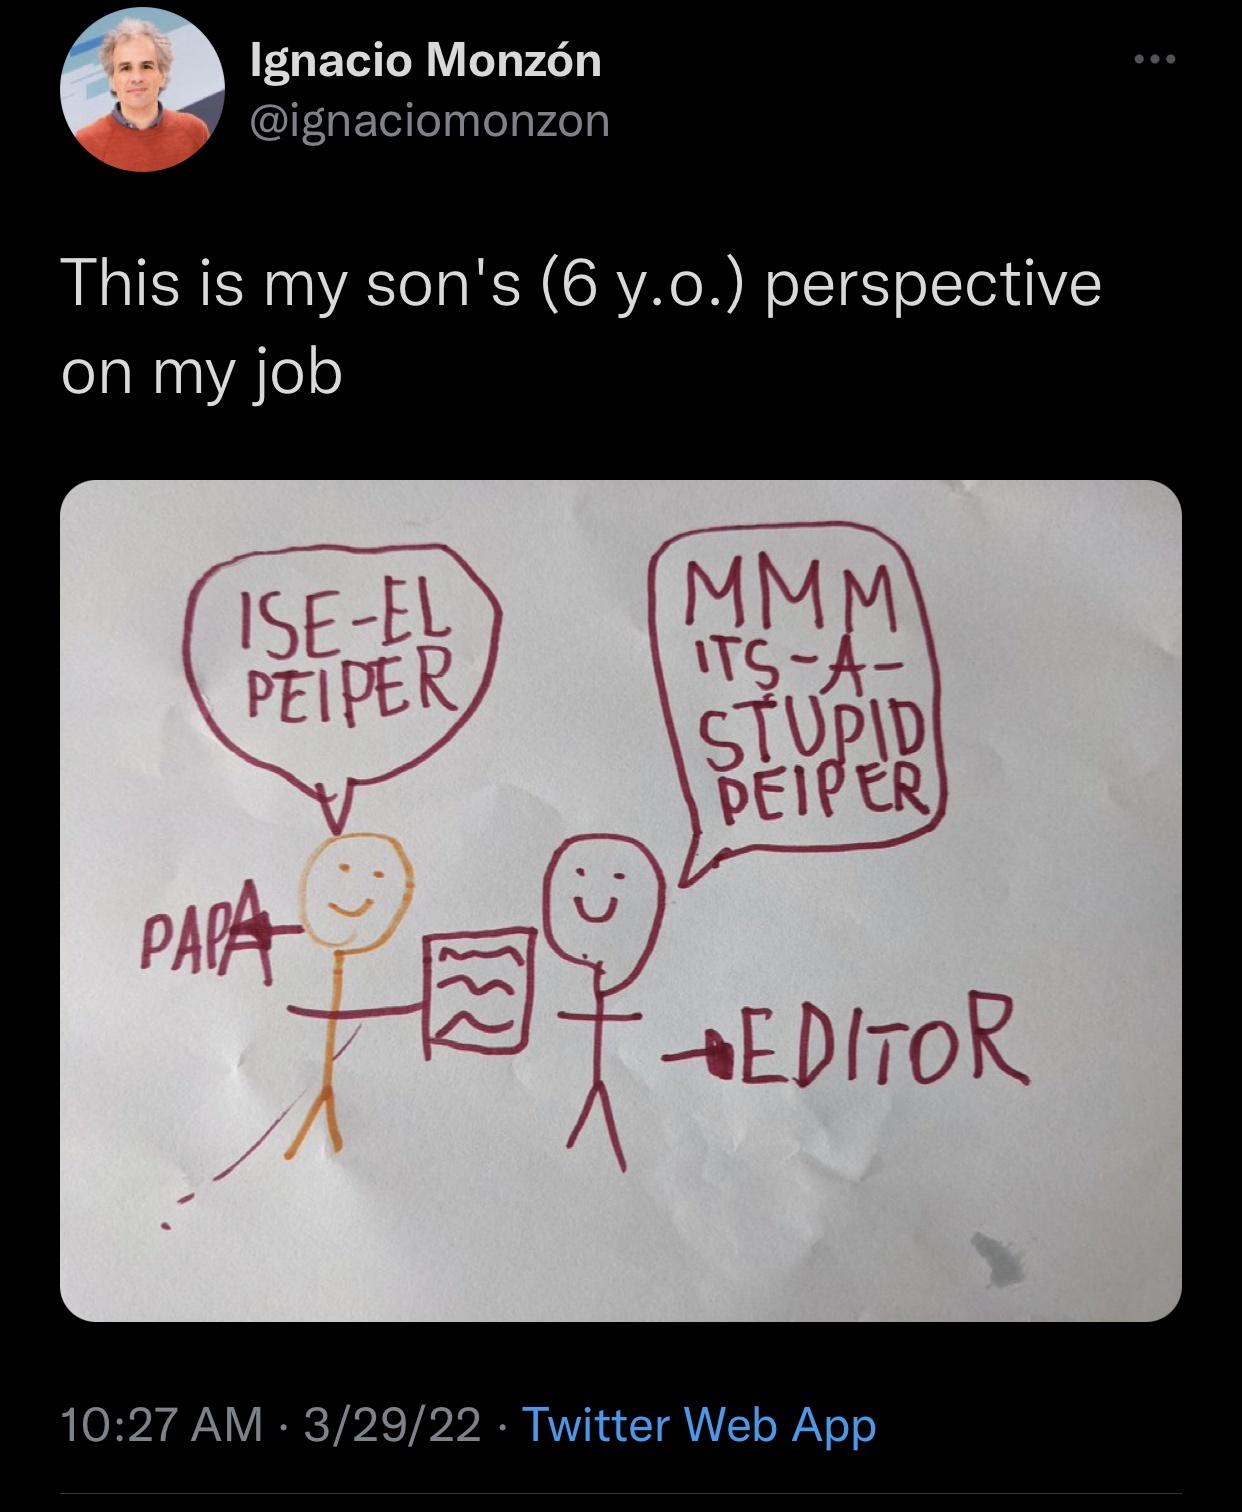 Ignacio Monzón
@ignaciomonzon
This is my son's (6 y.o.) perspective
on my job
ISE-EL
PEIPER
MMM
ITS-A-
STUPID
PEIPER
PAPA
EDITOR
10:27 AM · 3/29/22 · Twitter Web App